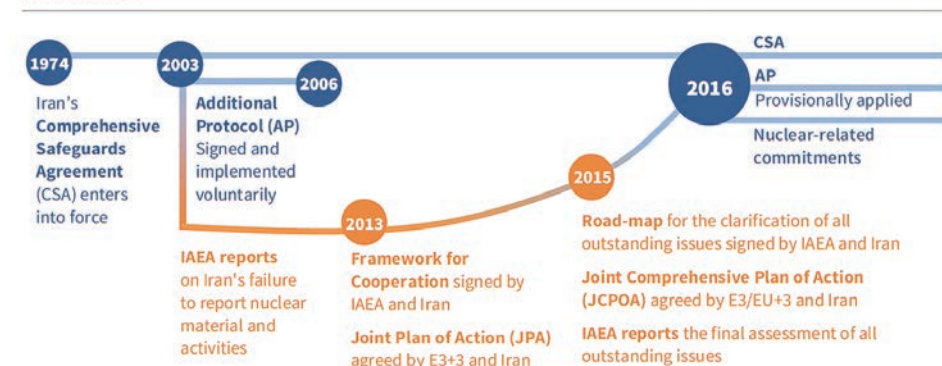 1974
Iran's
Comprehensive
Safeguards
Agreement
(CSA) enters
into force
2003
2006
Additional
Protocol (AP)
Signed and
implemented
voluntarily
IAEA reports
on Iran's failure
to report nuclear
material and
activities
2013
Framework for
Cooperation signed by
IAEA and Iran
Joint Plan of Action (JPA)
agreed by E3+3 and Iran
2015
Road-map for the clarification of all
outstanding issues signed by IAEA and Iran
Joint Comprehensive Plan of Action
(JCPOA) agreed by E3/EU+3 and Iran
IAEA reports the final assessment of all
outstanding issues
2016
CSA
AP
Provisionally applied
Nuclear-related
commitments